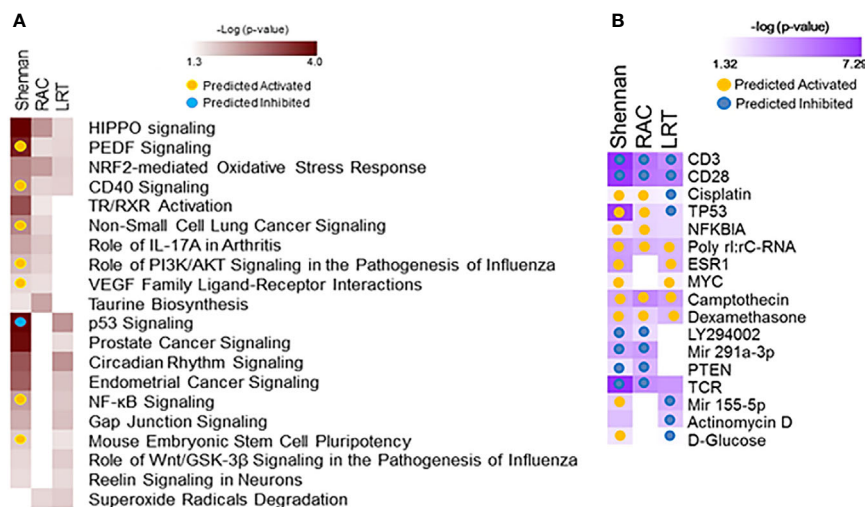 A
-Log (p-value)
1.3
4.0
Predicted Activated
Predicted Inhibited
Shennan
RAC
LRT
HIPPO signaling
PEDF Signaling
NRF2-mediated Oxidative Stress Response
CD40 Signaling
TR/RXR Activation
Non-Small Cell Lung Cancer Signaling
Role of IL-17A in Arthritis
Role of PI3K/AKT Signaling in the Pathogenesis of Influenza
VEGF Family Ligand-Receptor Interactions
Taurine Biosynthesis
p53 Signaling
Prostate Cancer Signaling
Circadian Rhythm Signaling
Endometrial Cancer Signaling
NF-κB Signaling
Gap Junction Signaling
Mouse Embryonic Stem Cell Pluripotency
Role of Wnt/GSK-3β Signaling in the Pathogenesis of Influenza
Reelin Signaling in Neurons
Superoxide Radicals Degradation
B
-log (p-value)
1.32
7.29
Predicted Activated
Predicted Inhibited
Shennan
RAC
LRT
CD3
CD28
Cisplatin
TP53
NFKBIA
Poly rI:rC-RNA
ESR1
MYC
Camptothecin
Dexamethasone
LY294002
Mir 291a-3p
PTEN
TCR
Mir 155-5p
Actinomycin D
D-Glucose